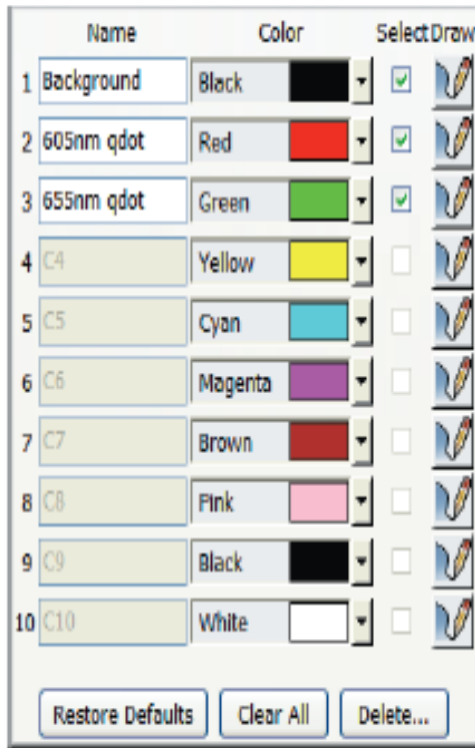 Name Color Select Draw
1 Background Black
2 605nm qdot Red
3 655nm qdot Green
4 C4 Yellow
5 C5 Cyan
6 C6 Magenta
7 C7 Brown
8 C8 Pink
9 C9 Black
10 C10 White
Restore Defaults Clear All Delete...